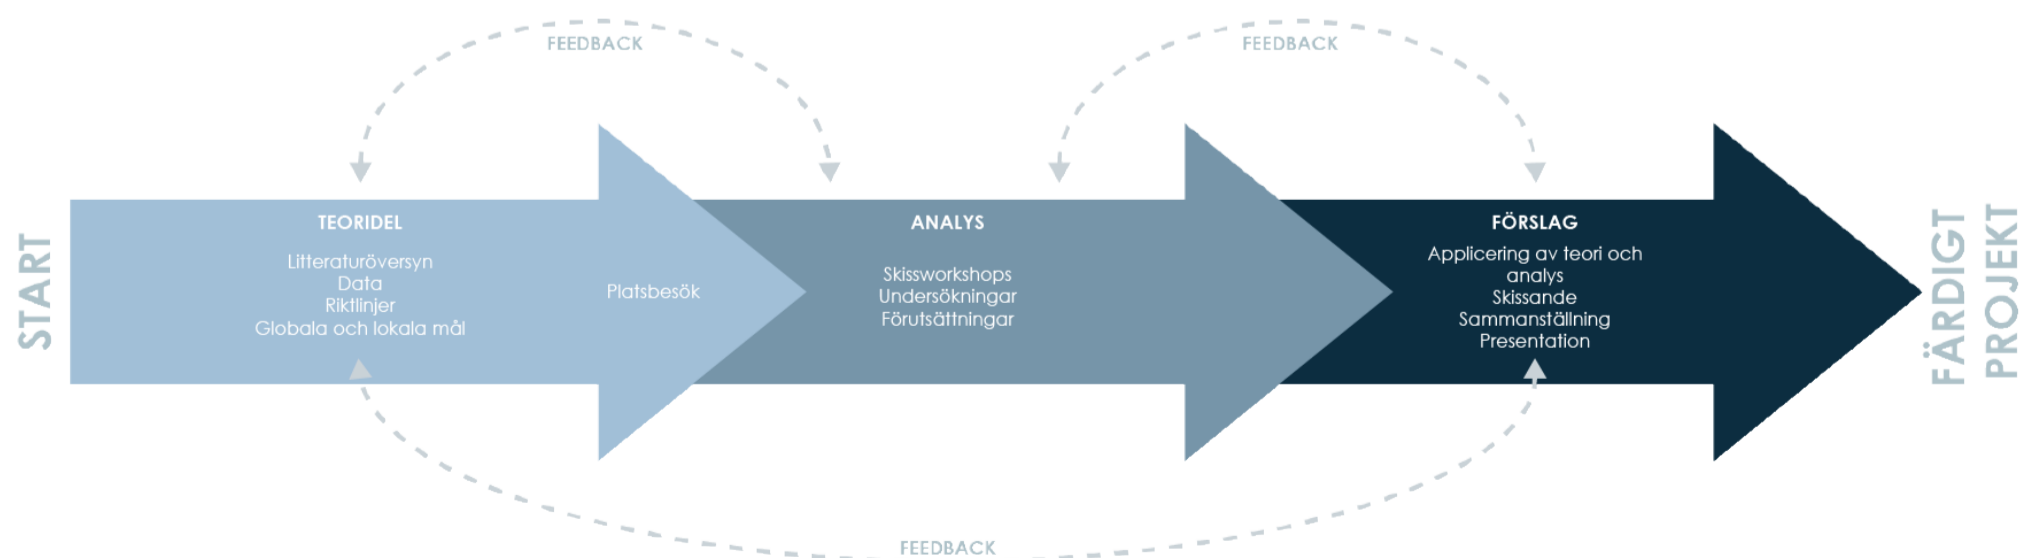 FEEDBACK
FEEDBACK
START
TEORIDEL
Litteraturöversyn
Data
Riktlinjer
Globala och lokala mål
Platsbesök
ANALYS
Skissworkshops
Undersökningar
Förutsättningar
FÖRSLAG
Applicering av teori och
analys
Skissande
Sammanställning
Presentation
FÄRDIGT
PROJEKT
FEEDBACK